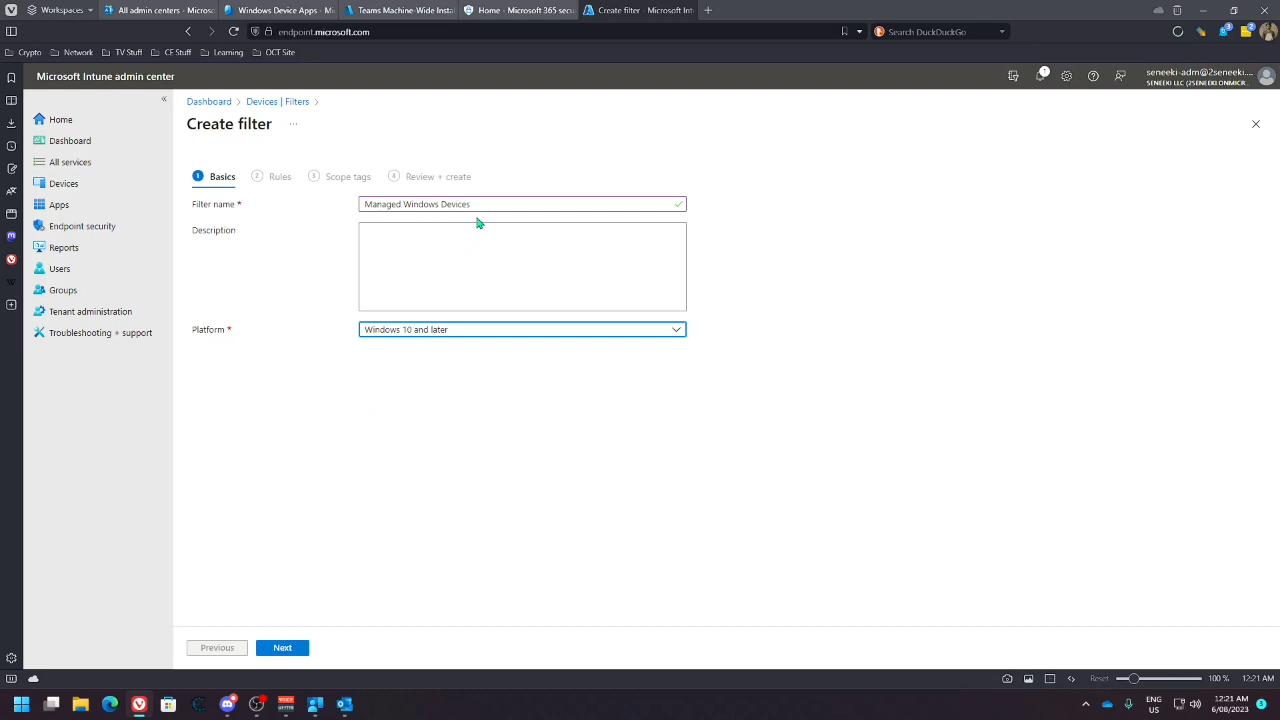 Workspaces
All admin centers - Micros
Windows Device Apps - M
Teams Machine-Wide Inst
Home - Microsoft 365 secu
Create filter - Microsoft Int
endpoint.microsoft.com
Search DuckDuckGo
Crypto
Network
TV Stuff
CE Stuff
Learning
OCT Site
Microsoft Intune admin center
1
seneeki-adm@2seneeki....
SENEEKI LLC (2SENEEKIONMICR...
Dashboard > Devices | Filters >
Create filter ...
Home
Dashboard
All services
Devices
Apps
Endpoint security
Reports
Users
Groups
Tenant administration
Troubleshooting + support
1 Basics
2 Rules
3 Scope tags
4 Review + create
Filter name *
Managed Windows Devices
Description
Platform *
Windows 10 and later
Previous
Next
Reset
100 %
12:21 AM
ENG
US
12:21 AM
6/08/2023
3